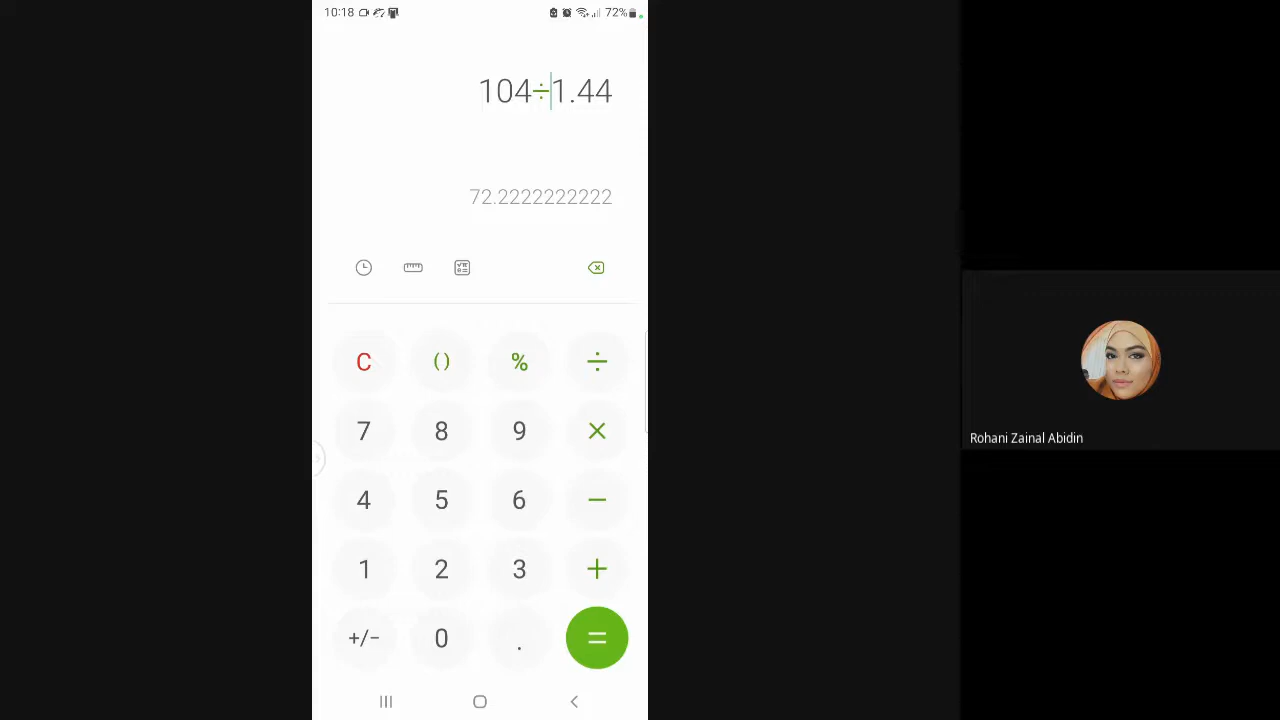 10:18 72%
104÷1.44
72.2222222222
C () % ÷
7 8 9 ×
4 5 6 −
1 2 3 +
+/− 0 . =
Rohani Zainal Abidin